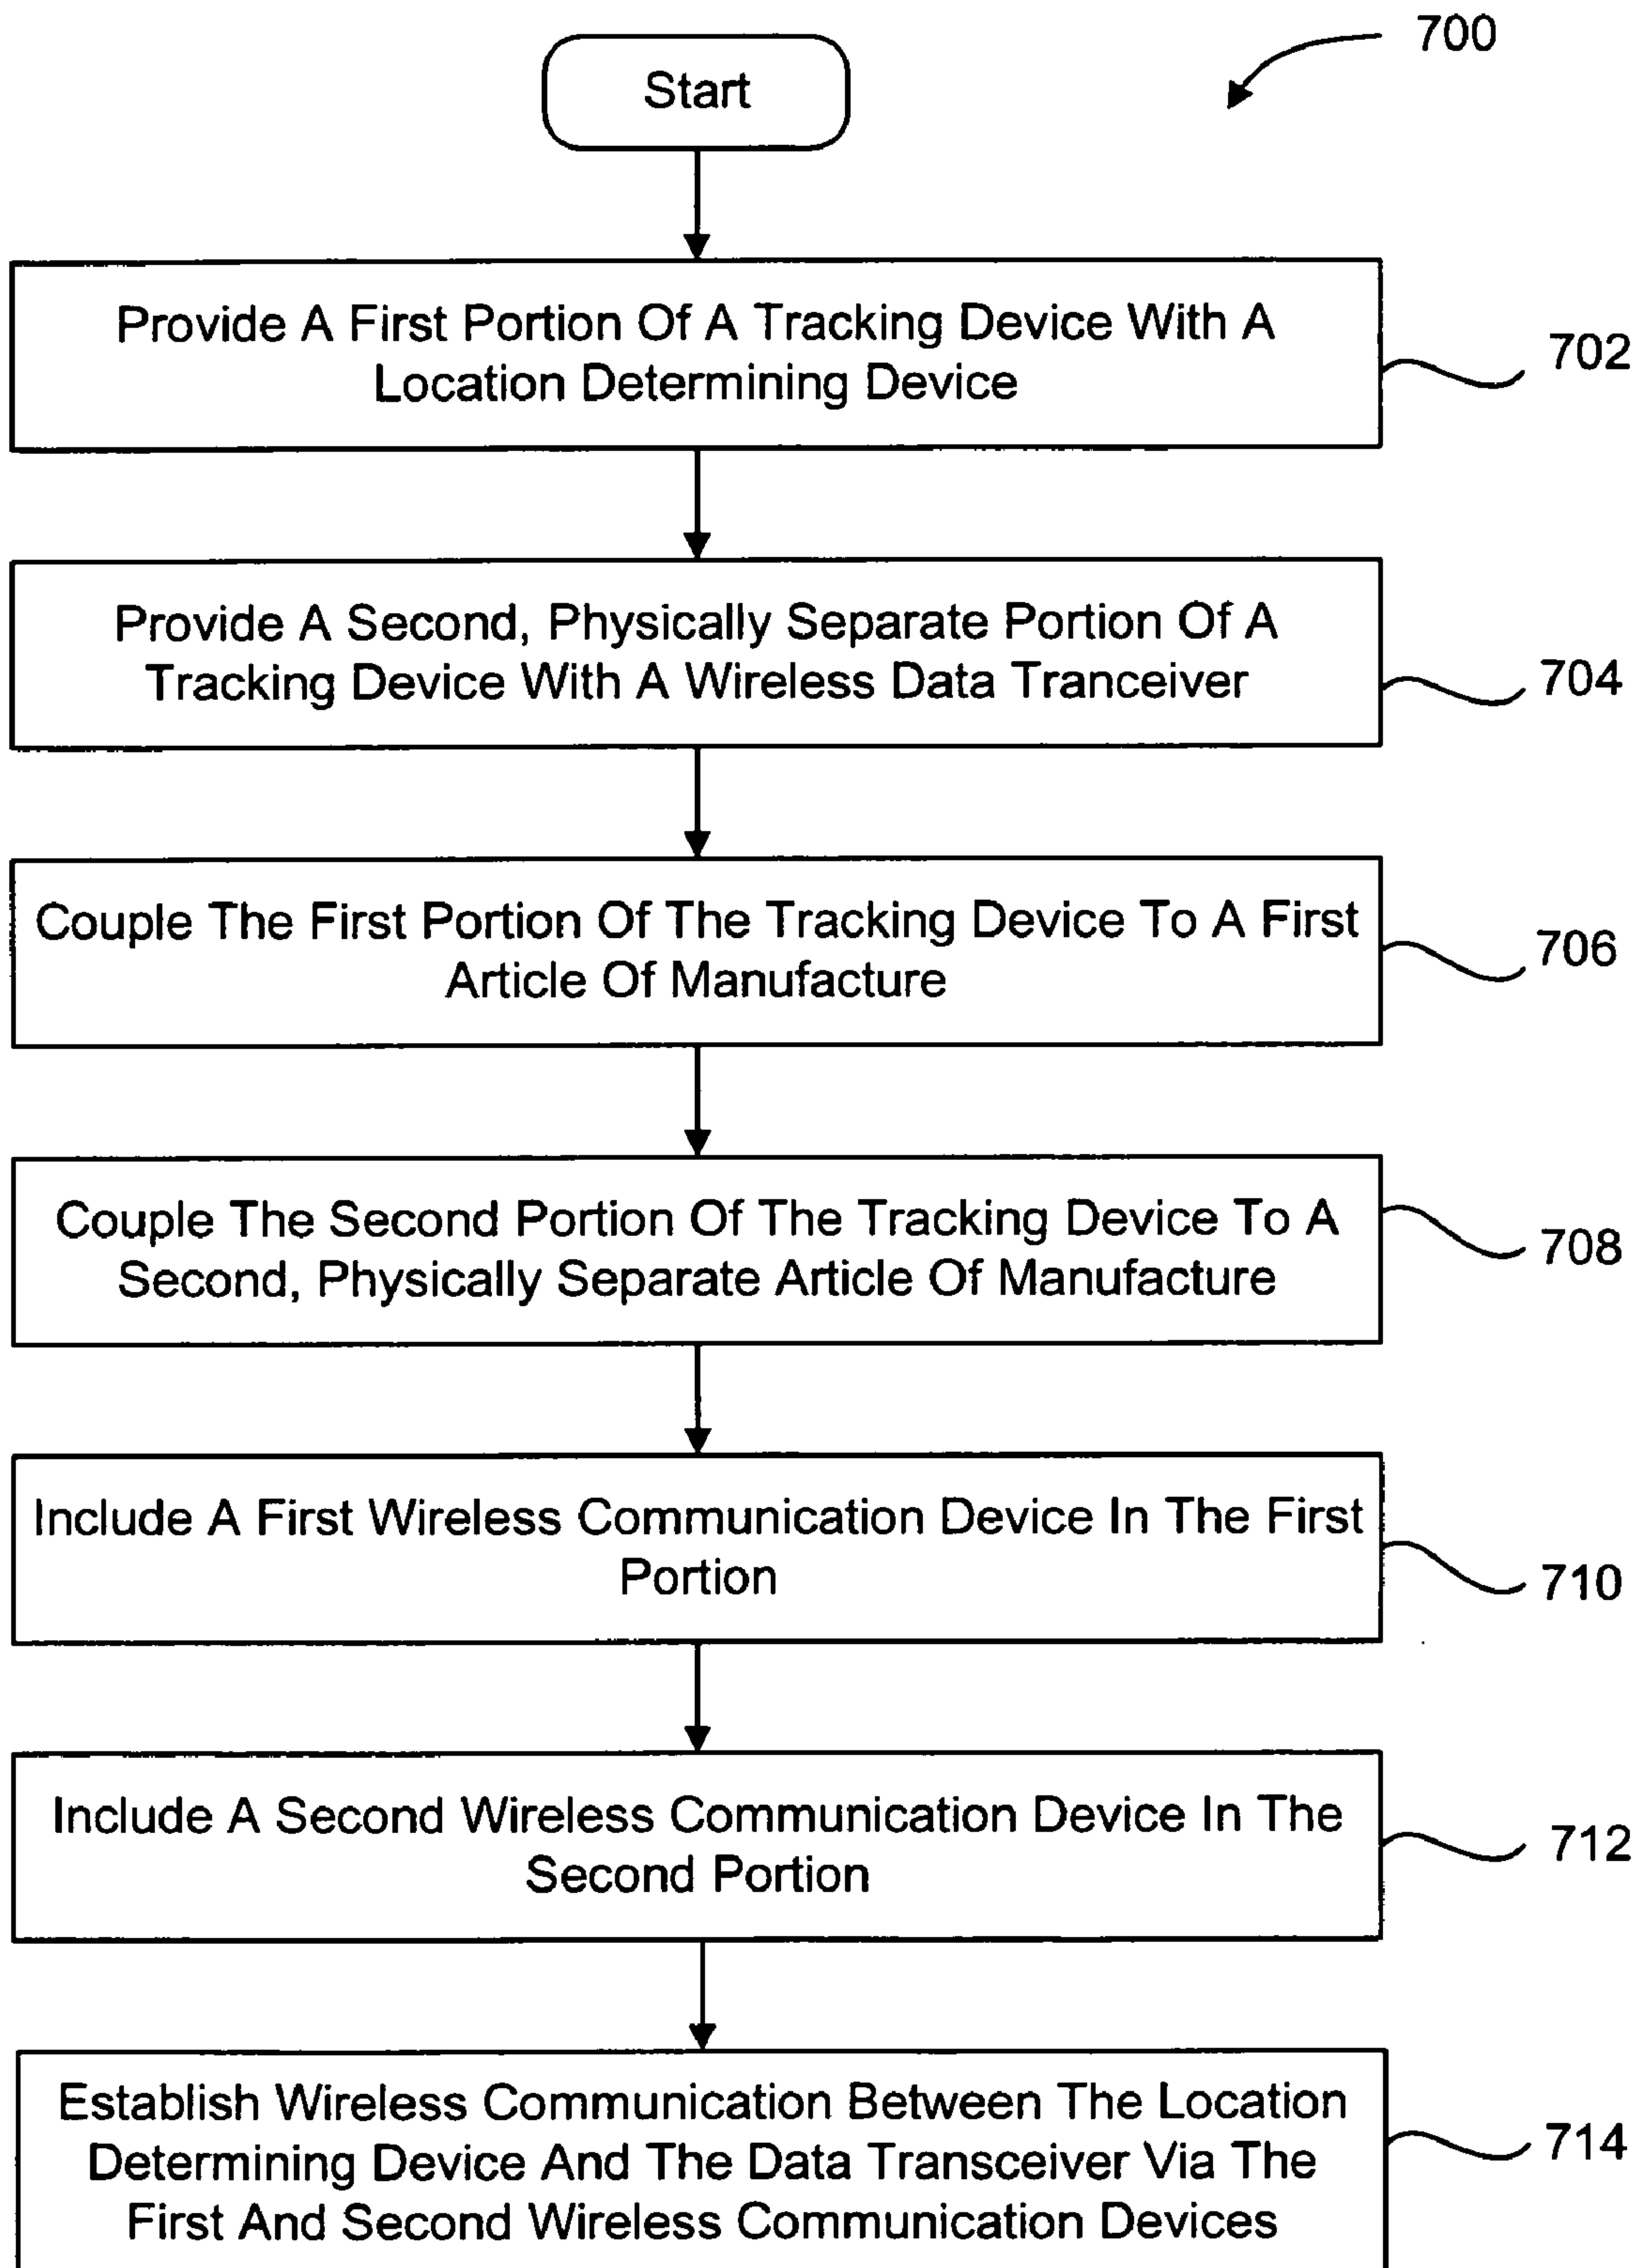 700
Start
Provide A First Portion Of A Tracking Device With A
Location Determining Device
702
Provide A Second, Physically Separate Portion Of A
Tracking Device With A Wireless Data Tranceiver
704
Couple The First Portion Of The Tracking Device To A First
Article Of Manufacture
706
Couple The Second Portion Of The Tracking Device To A
Second, Physically Separate Article Of Manufacture
708
Include A First Wireless Communication Device In The First
Portion
710
Include A Second Wireless Communication Device In The
Second Portion
712
Establish Wireless Communication Between The Location
Determining Device And The Data Transceiver Via The
First And Second Wireless Communication Devices
714